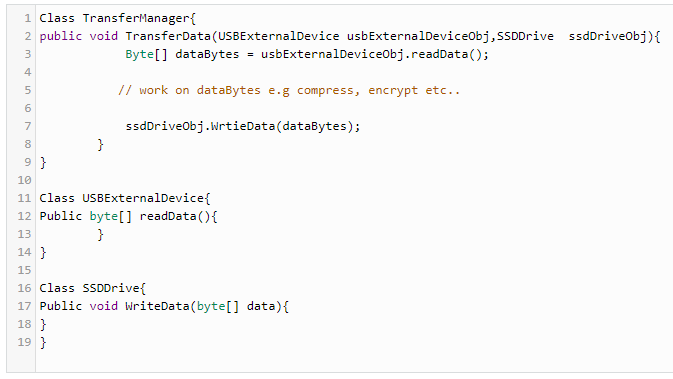 1 Class TransferManager{
2 public void TransferData(USBExternalDevice usbExternalDeviceObj,SSDDrive  ssdDriveObj){
3             Byte[] dataBytes = usbExternalDeviceObj.readData();
4
5            // work on dataBytes e.g compress, encrypt etc..
6
7             ssdDriveObj.WrtieData(dataBytes);
8         }
9 }
10
11 Class USBExternalDevice{
12 Public byte[] readData(){
13         }
14 }
15
16 Class SSDDrive{
17 Public void WriteData(byte[] data){
18 }
19 }